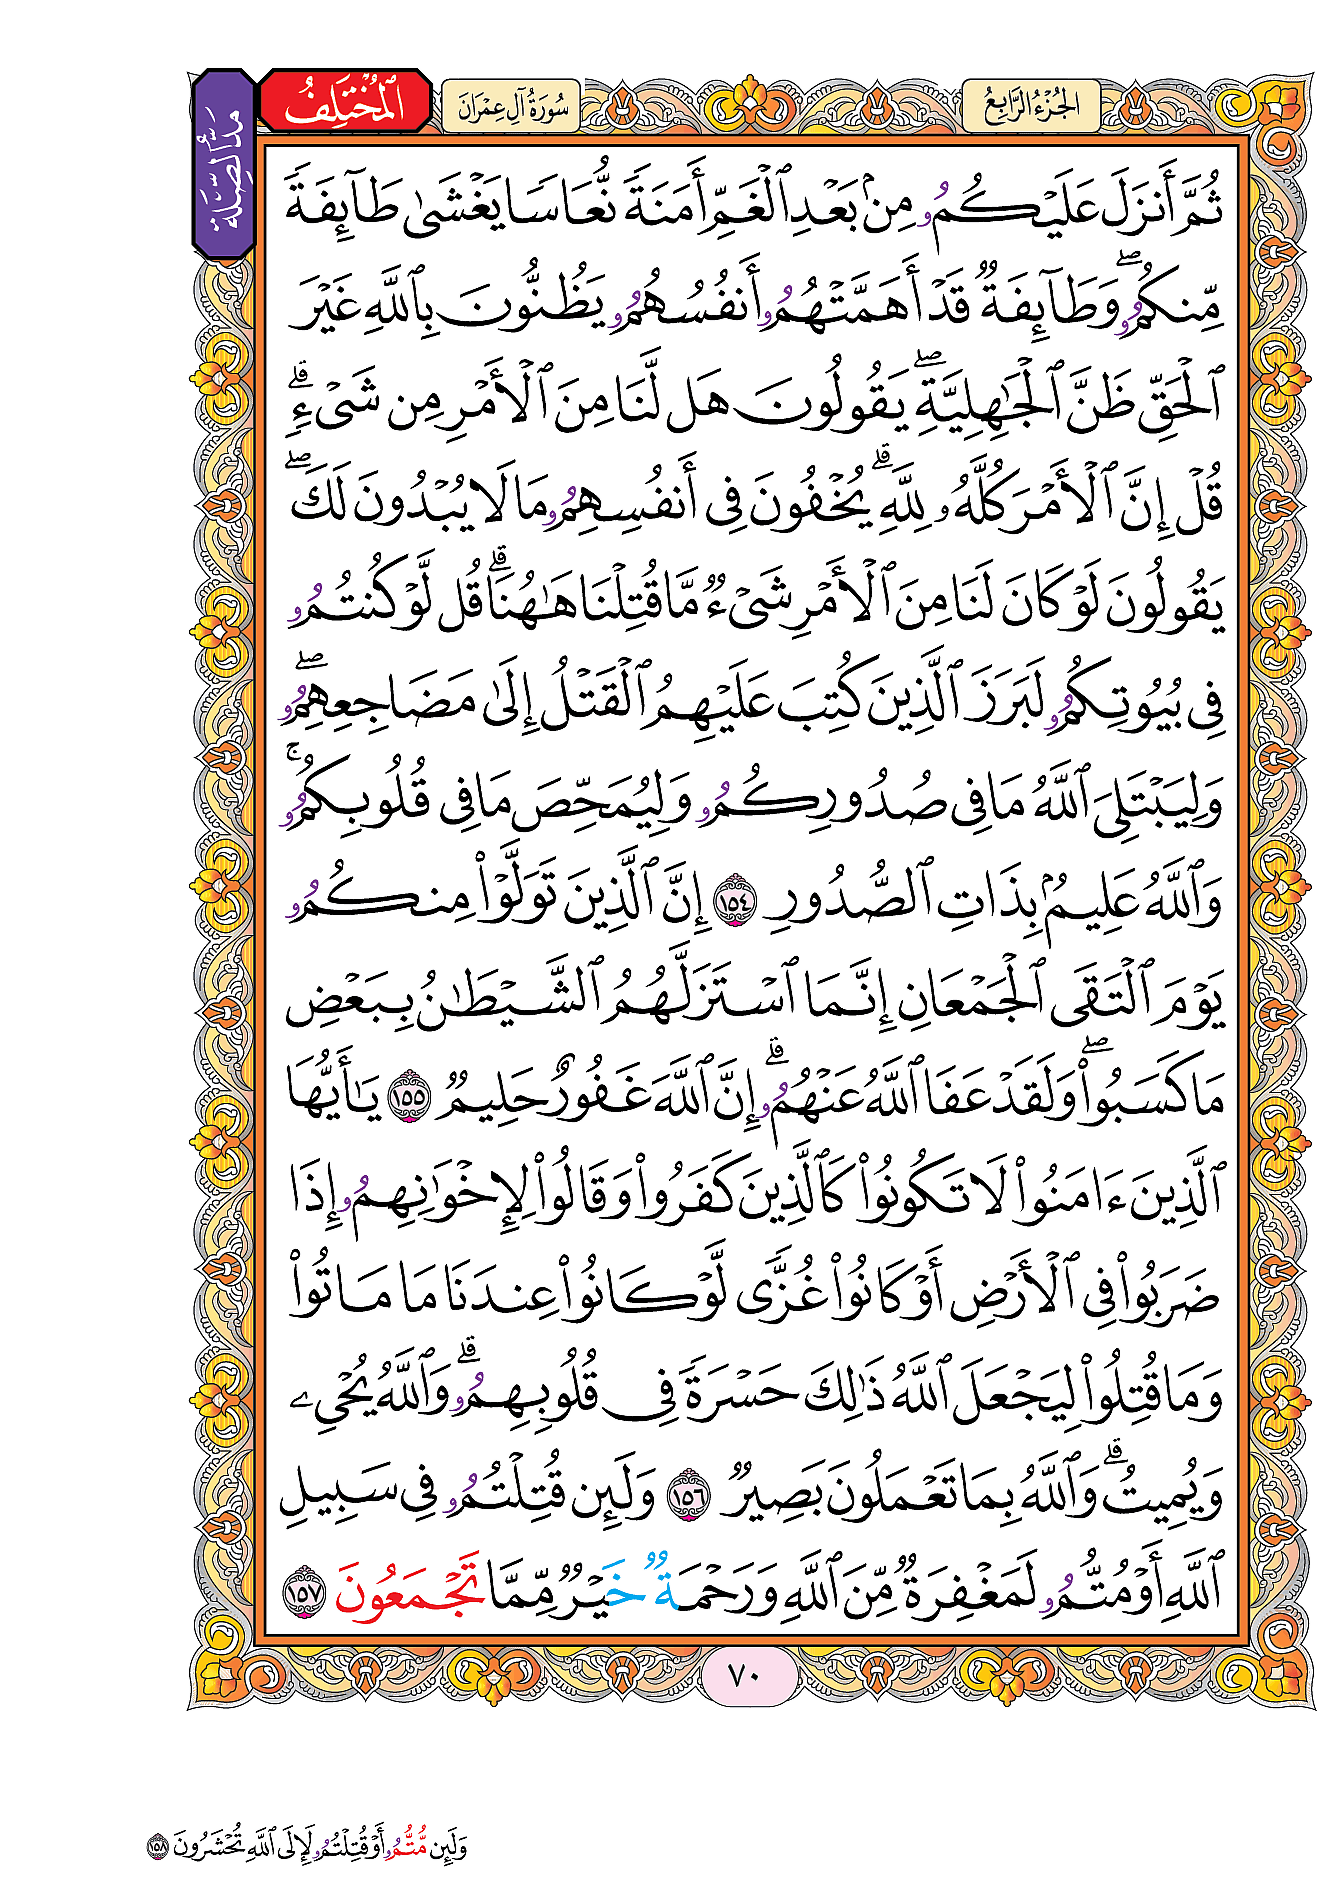 الجُزْءُ الرَّابِعُ
سُورَةُ آلِ عِمْرَانَ
المُخْتَلِفُ
مَدُّ الصِّلَةِ
ثُمَّ أَنزَلَ عَلَيْكُمُۥ مِنۢ بَعْدِ ٱلْغَمِّ أَمَنَةً نُّعَاسًا يَغْشَىٰ طَآئِفَةً
مِّنكُمُۥۖ وَطَآئِفَةٌ قَدْ أَهَمَّتْهُمُۥ أَنفُسُهُمُۥ يَظُنُّونَ بِٱللَّهِ غَيْرَ
ٱلْحَقِّ ظَنَّ ٱلْجَٰهِلِيَّةِۖ يَقُولُونَ هَل لَّنَا مِنَ ٱلْأَمْرِ مِن شَىْءٍۗ
قُلْ إِنَّ ٱلْأَمْرَ كُلَّهُۥ لِلَّهِۗ يُخْفُونَ فِى أَنفُسِهِمُۥ مَا لَا يُبْدُونَ لَكَۖ
يَقُولُونَ لَوْ كَانَ لَنَا مِنَ ٱلْأَمْرِ شَىْءٌ مَّا قُتِلْنَا هَٰهُنَاۗ قُل لَّوْ كُنتُمُۥ
فِى بُيُوتِكُمُۥ لَبَرَزَ ٱلَّذِينَ كُتِبَ عَلَيْهِمُ ٱلْقَتْلُ إِلَىٰ مَضَاجِعِهِمُۥۖ
وَلِيَبْتَلِىَ ٱللَّهُ مَا فِى صُدُورِكُمُۥ وَلِيُمَحِّصَ مَا فِى قُلُوبِكُمُۥۚ
وَٱللَّهُ عَلِيمٌۢ بِذَاتِ ٱلصُّدُورِ ١٥٤ إِنَّ ٱلَّذِينَ تَوَلَّوْا۟ مِنكُمُۥ
يَوْمَ ٱلْتَقَى ٱلْجَمْعَانِ إِنَّمَا ٱسْتَزَلَّهُمُ ٱلشَّيْطَٰنُ بِبَعْضِ
مَا كَسَبُوا۟ۖ وَلَقَدْ عَفَا ٱللَّهُ عَنْهُمُۥۗ إِنَّ ٱللَّهَ غَفُورٌ حَلِيمٌ ١٥٥ يَٰٓأَيُّهَا
ٱلَّذِينَ ءَامَنُوا۟ لَا تَكُونُوا۟ كَٱلَّذِينَ كَفَرُوا۟ وَقَالُوا۟ لِإِخْوَٰنِهِمُۥ إِذَا
ضَرَبُوا۟ فِى ٱلْأَرْضِ أَوْ كَانُوا۟ غُزًّى لَّوْ كَانُوا۟ عِندَنَا مَا مَاتُوا۟
وَمَا قُتِلُوا۟ لِيَجْعَلَ ٱللَّهُ ذَٰلِكَ حَسْرَةً فِى قُلُوبِهِمُۥۗ وَٱللَّهُ يُحْىِۦ
وَيُمِيتُۗ وَٱللَّهُ بِمَا تَعْمَلُونَ بَصِيرٌ ١٥٦ وَلَئِن قُتِلْتُمُۥ فِى سَبِيلِ
ٱللَّهِ أَوْ مُتُّمُۥ لَمَغْفِرَةٌ مِّنَ ٱللَّهِ وَرَحْمَةٌ خَيْرٌ مِّمَّا تَجْمَعُونَ ١٥٧
٧٠
وَلَئِن مُّتُّمُۥ أَوْ قُتِلْتُمُۥ لَإِلَى ٱللَّهِ تُحْشَرُونَ ١٥٨